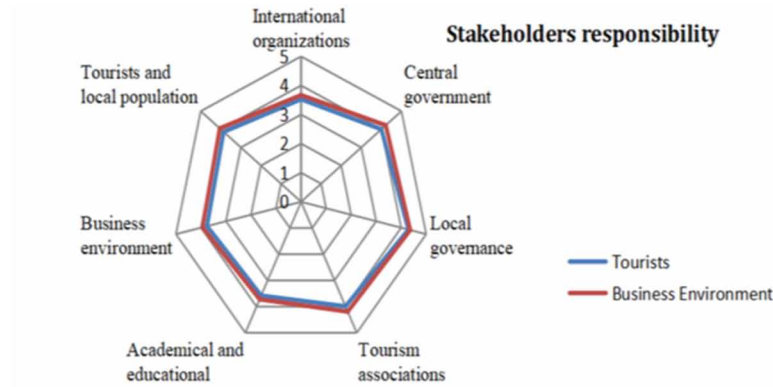 International
organizations
Stakeholders responsibility
5
4
3
2
1
0
Tourists and
local population
Central
government
Business
environment
Local
governance
Tourists
Business Environment
Academical and
educational
Tourism
associations